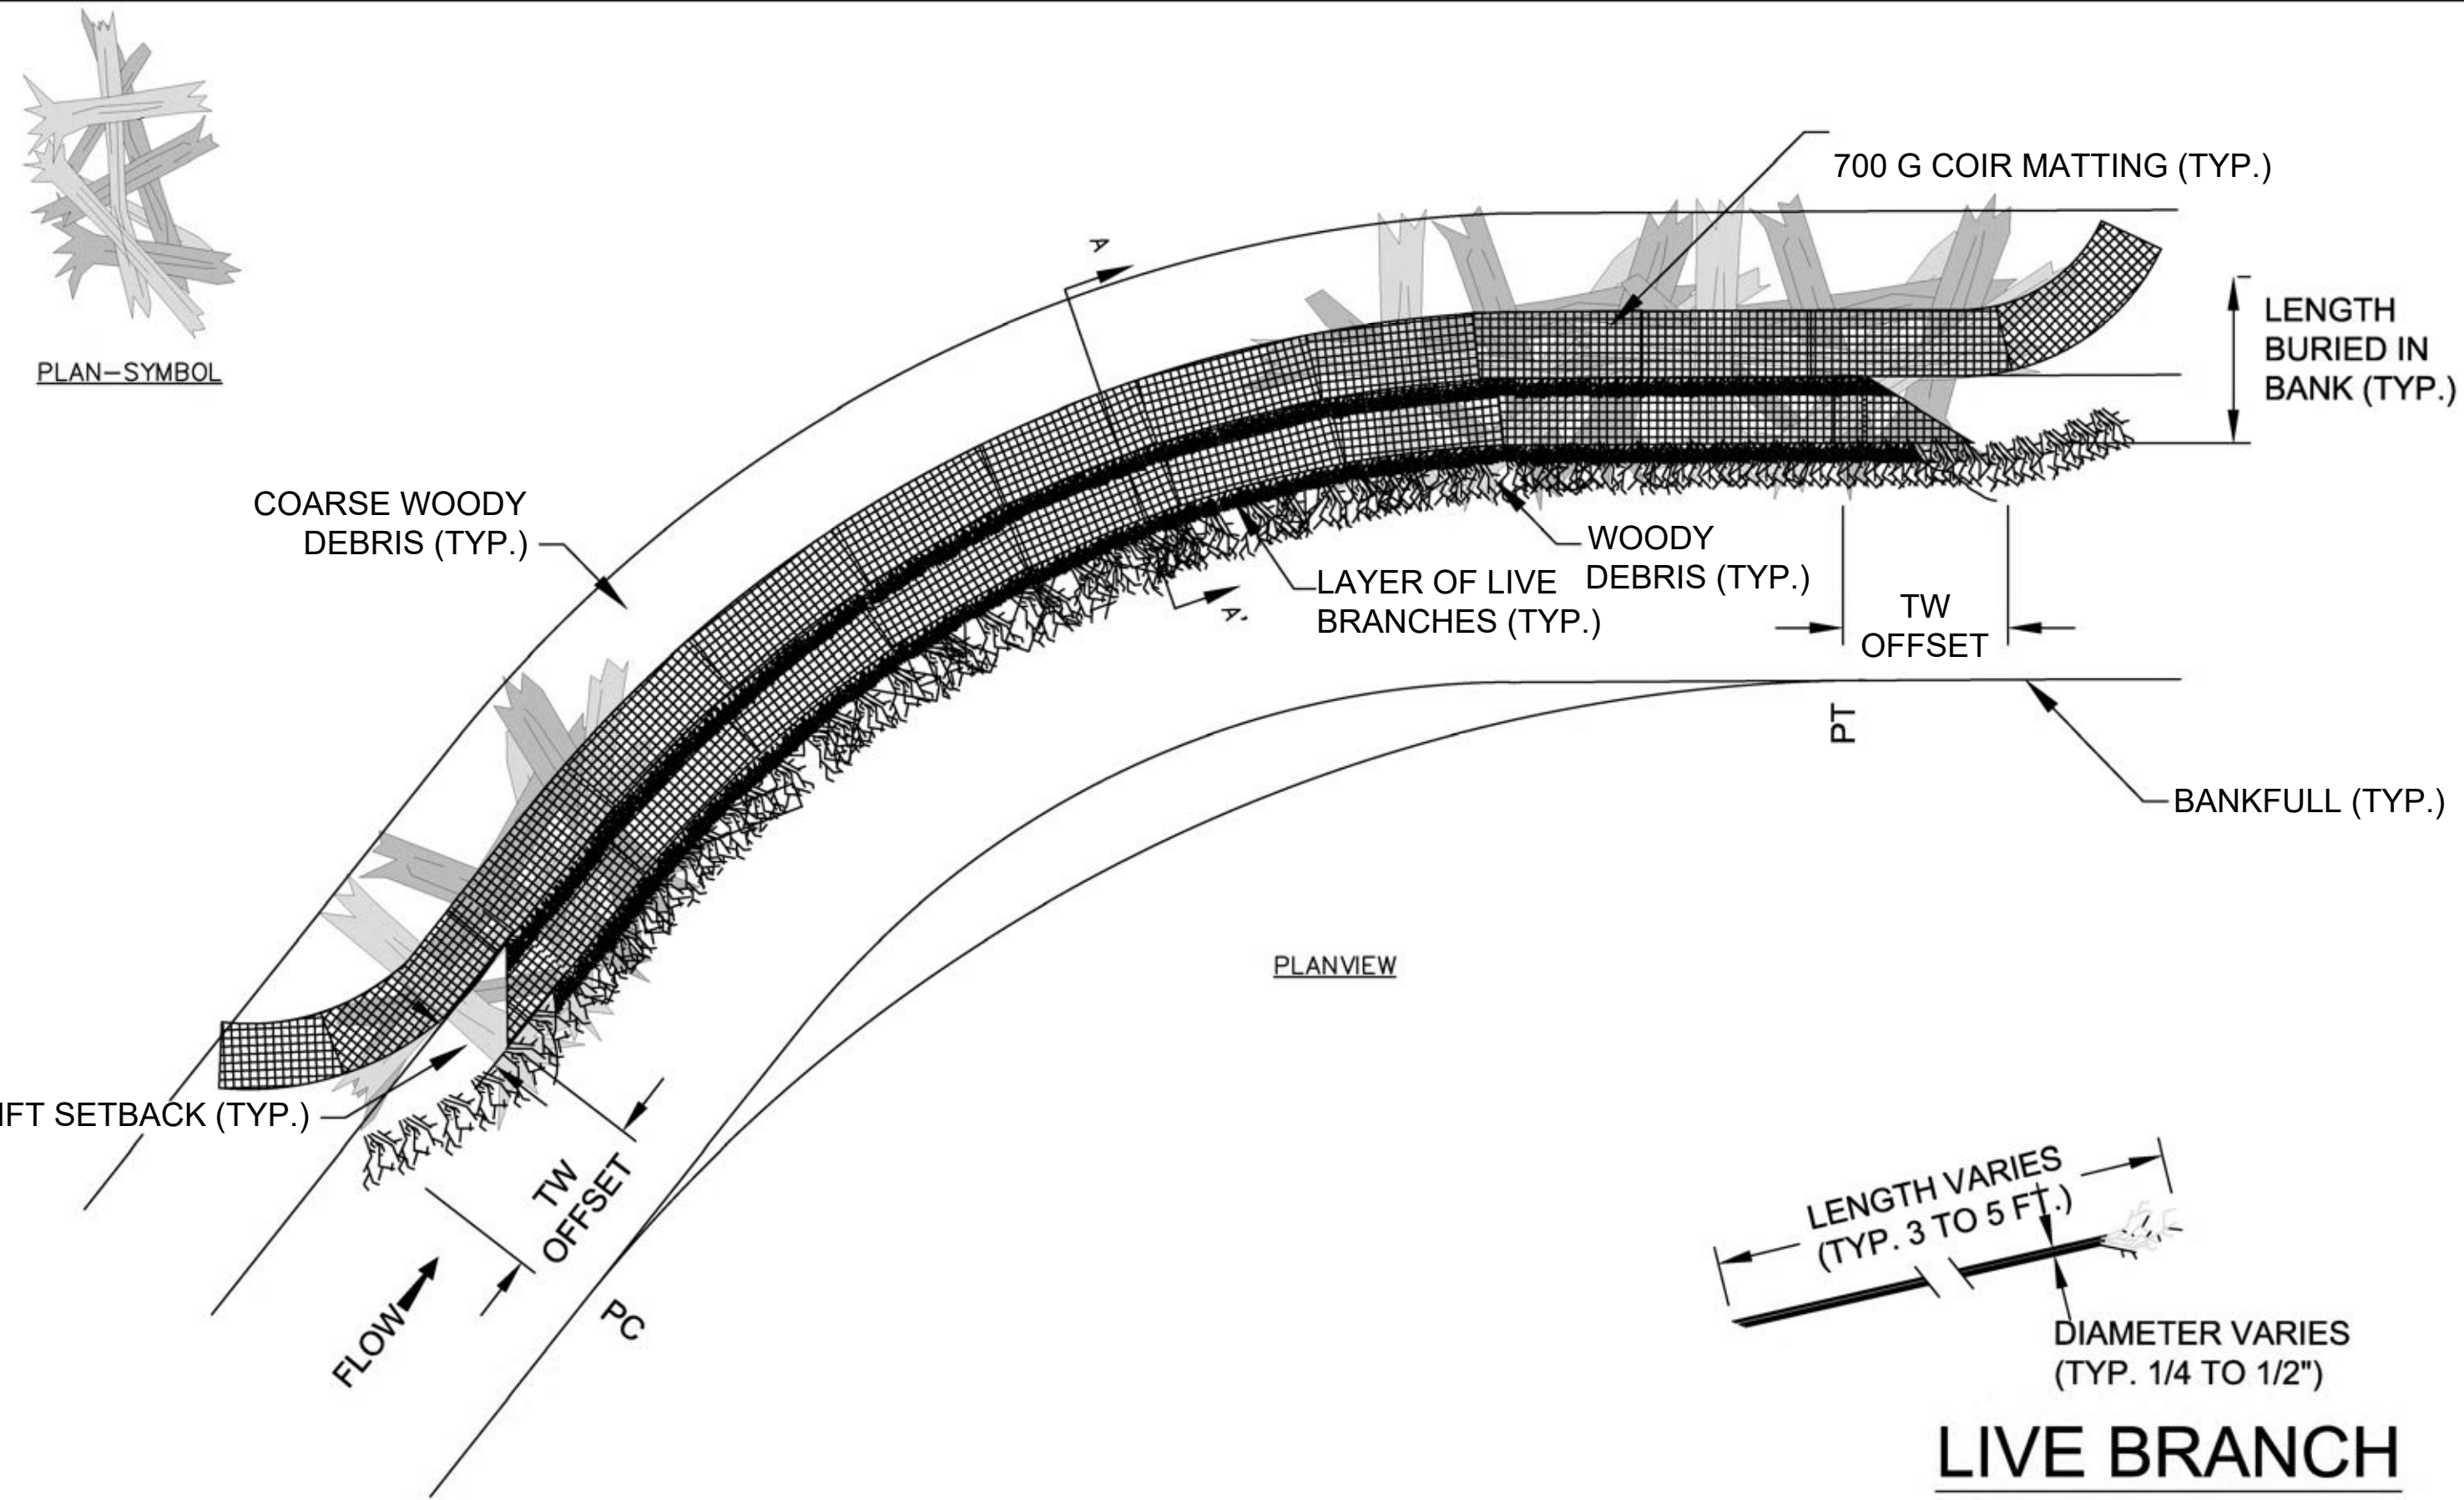 PLAN-SYMBOL
700 G COIR MATTING (TYP.)
A
LENGTH
BURIED IN
BANK (TYP.)
COARSE WOODY
DEBRIS (TYP.)
WOODY
DEBRIS (TYP.)
LAYER OF LIVE
BRANCHES (TYP.)
A'
TW
OFFSET
PT
BANKFULL (TYP.)
PLANVIEW
SETBACK (TYP.)
TW
OFFSET
FLOW
PC
LENGTH VARIES
(TYP. 3 TO 5 FT.)
DIAMETER VARIES
(TYP. 1/4 TO 1/2")
LIVE BRANCH